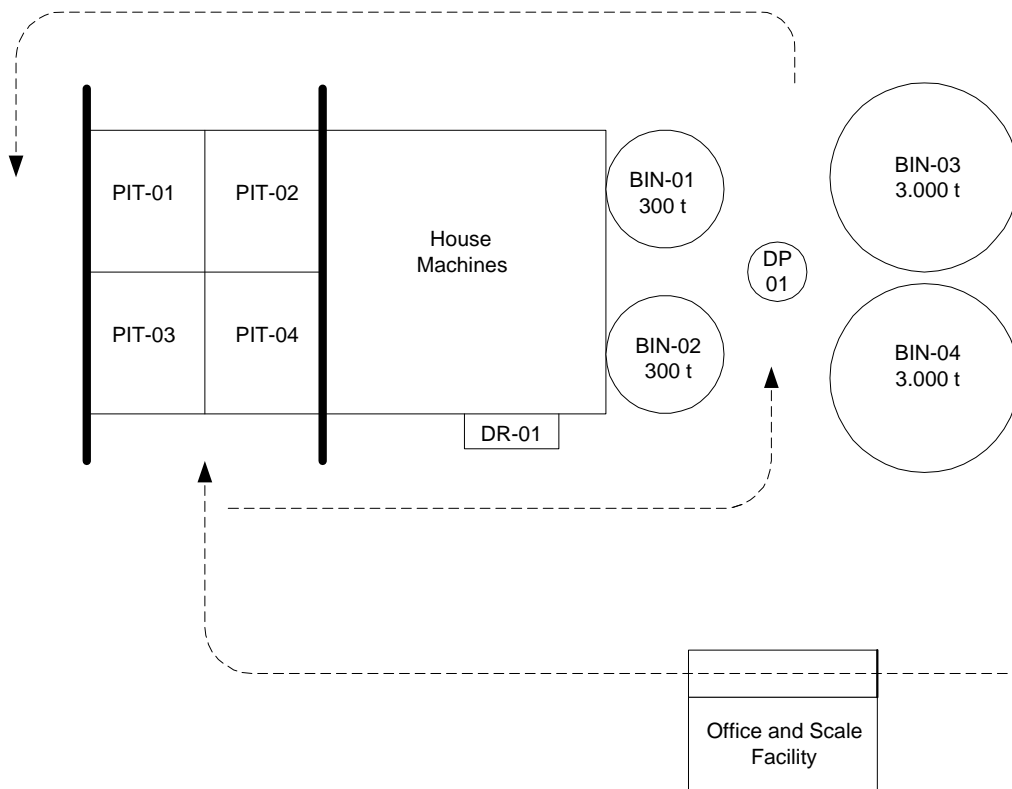 PIT-01
PIT-02
House
Machines
BIN-01
300 t
DP
01
BIN-03
3.000 t
PIT-03
PIT-04
BIN-02
300 t
BIN-04
3.000 t
DR-01
Office and Scale
Facility